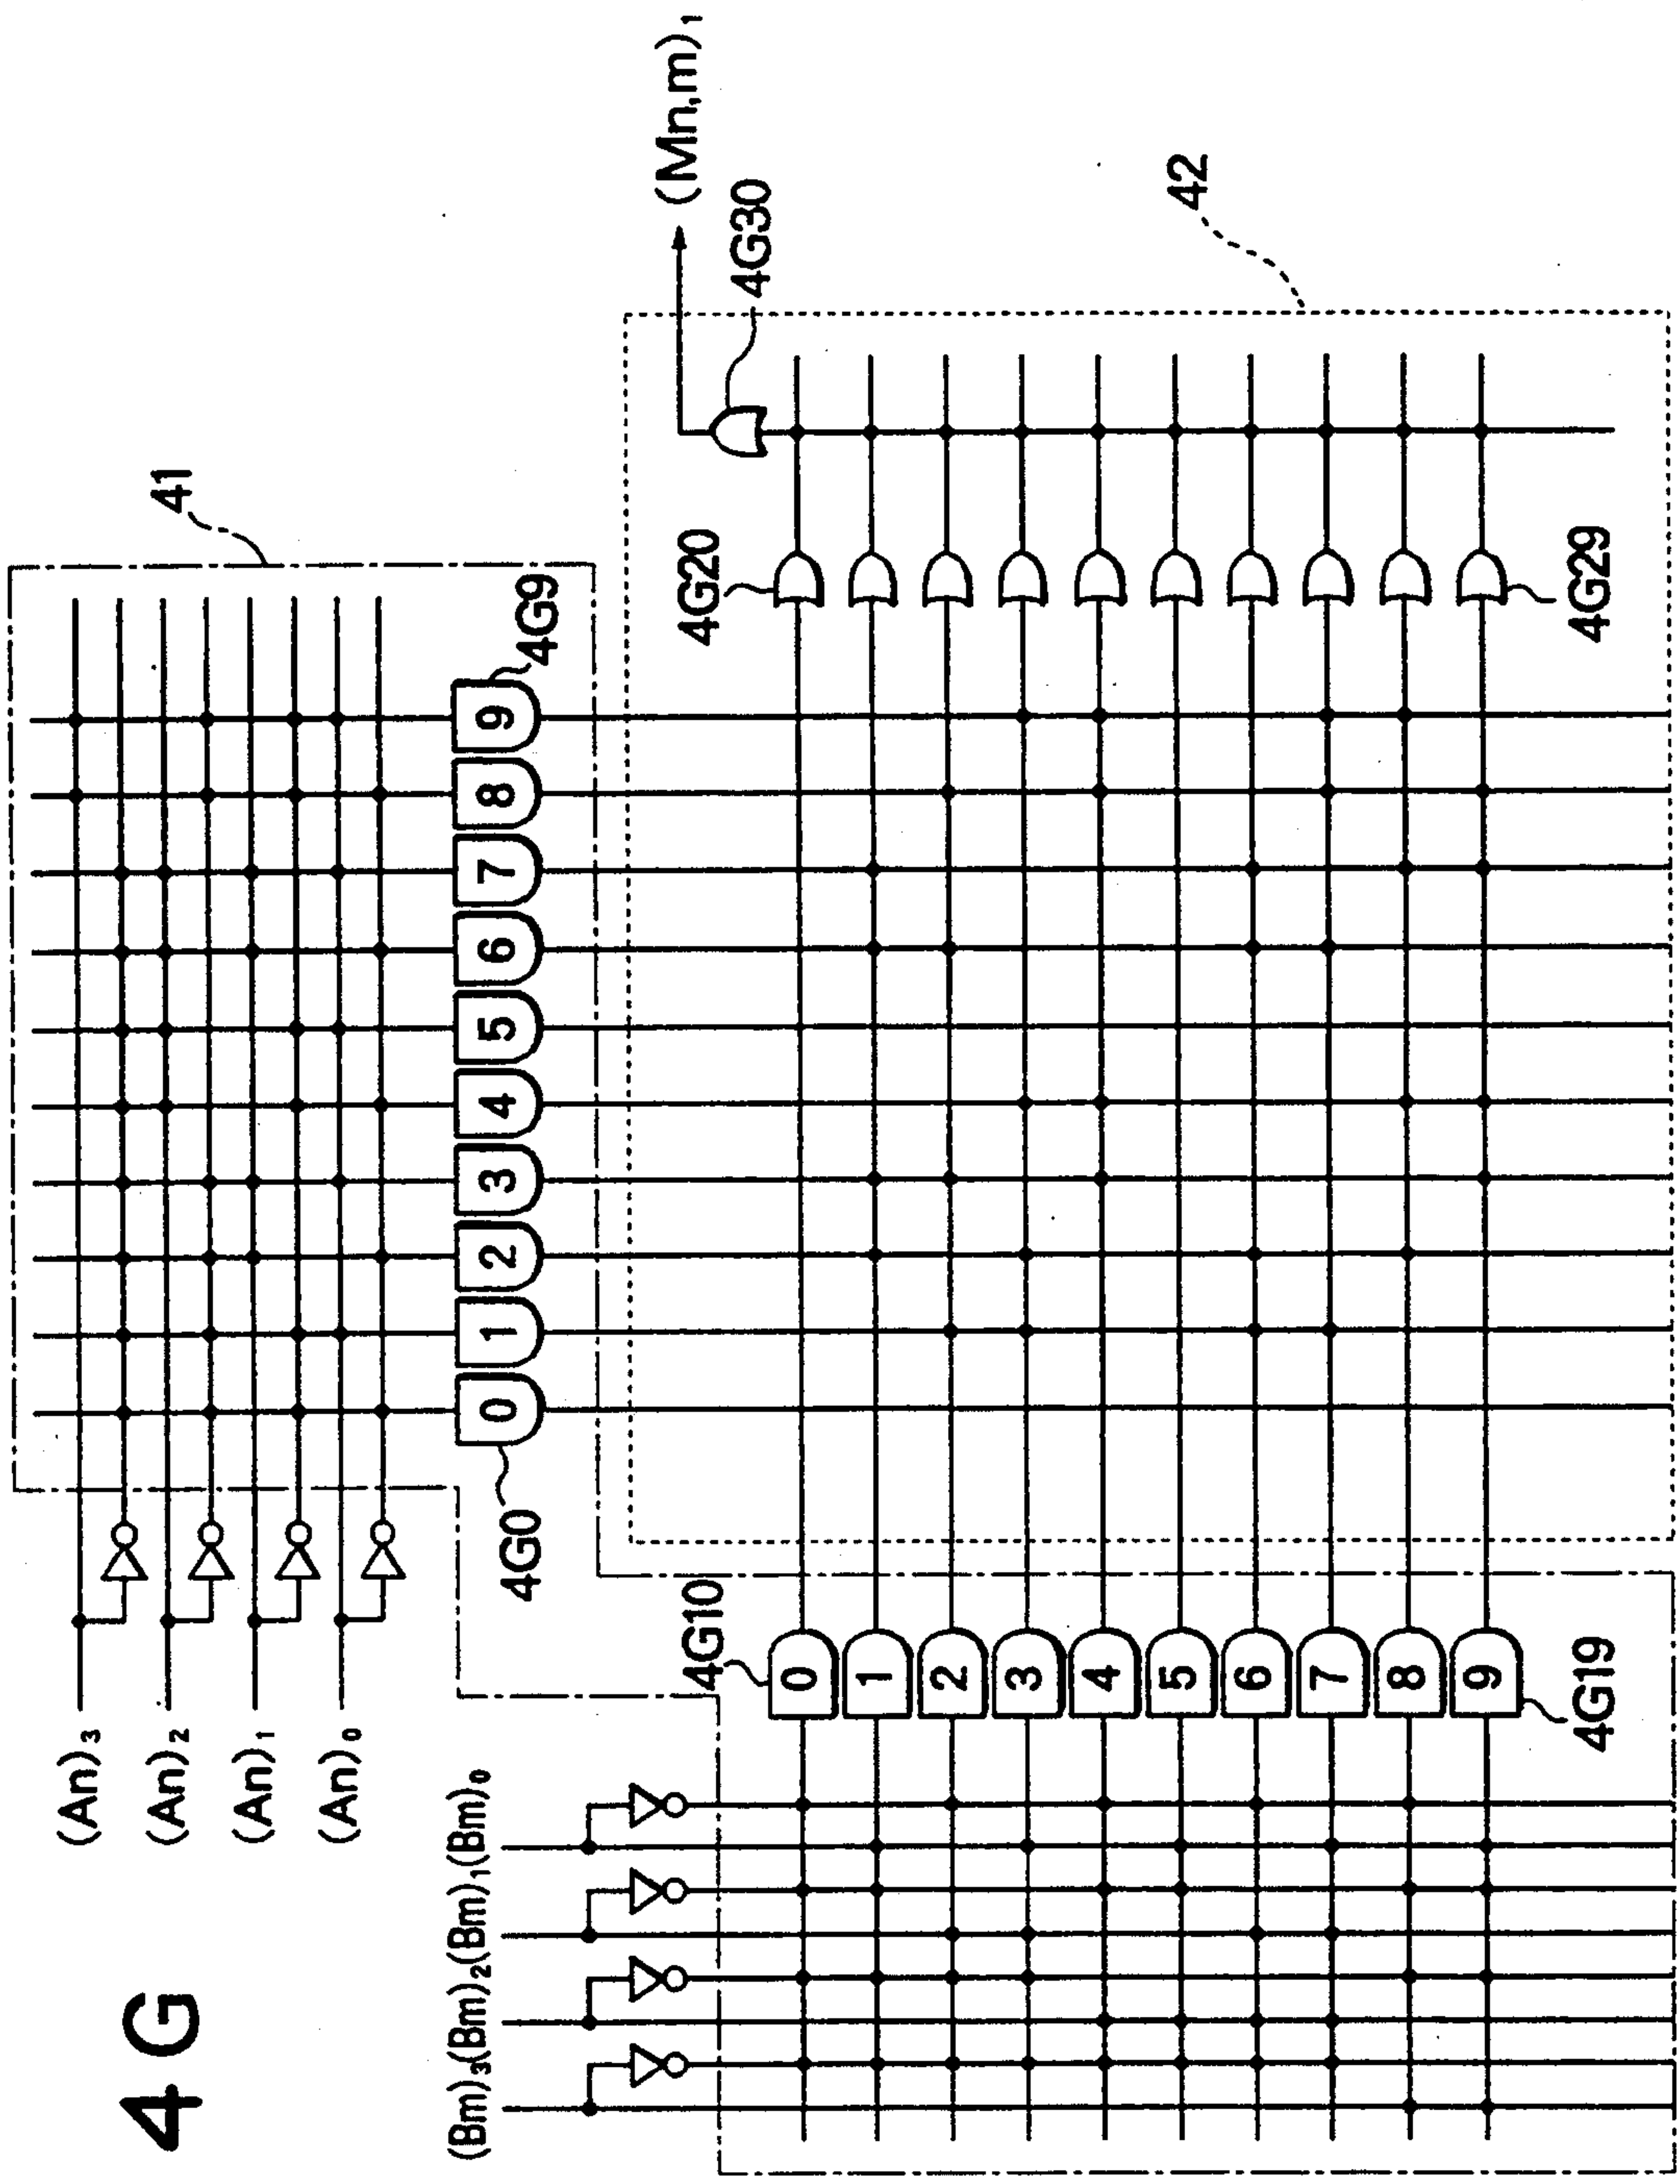 4 G
(An)₃
(An)₂
(An)₁
(An)₀
41
0 1 2 3 4 5 6 7 8 9
4G0
4G9
(Bm)₃(Bm)₂(Bm)₁(Bm)₀
4G10
0
1
2
3
4
5
6
7
8
9
4G19
4G20
4G29
4G30
(Mn,m)₁
42